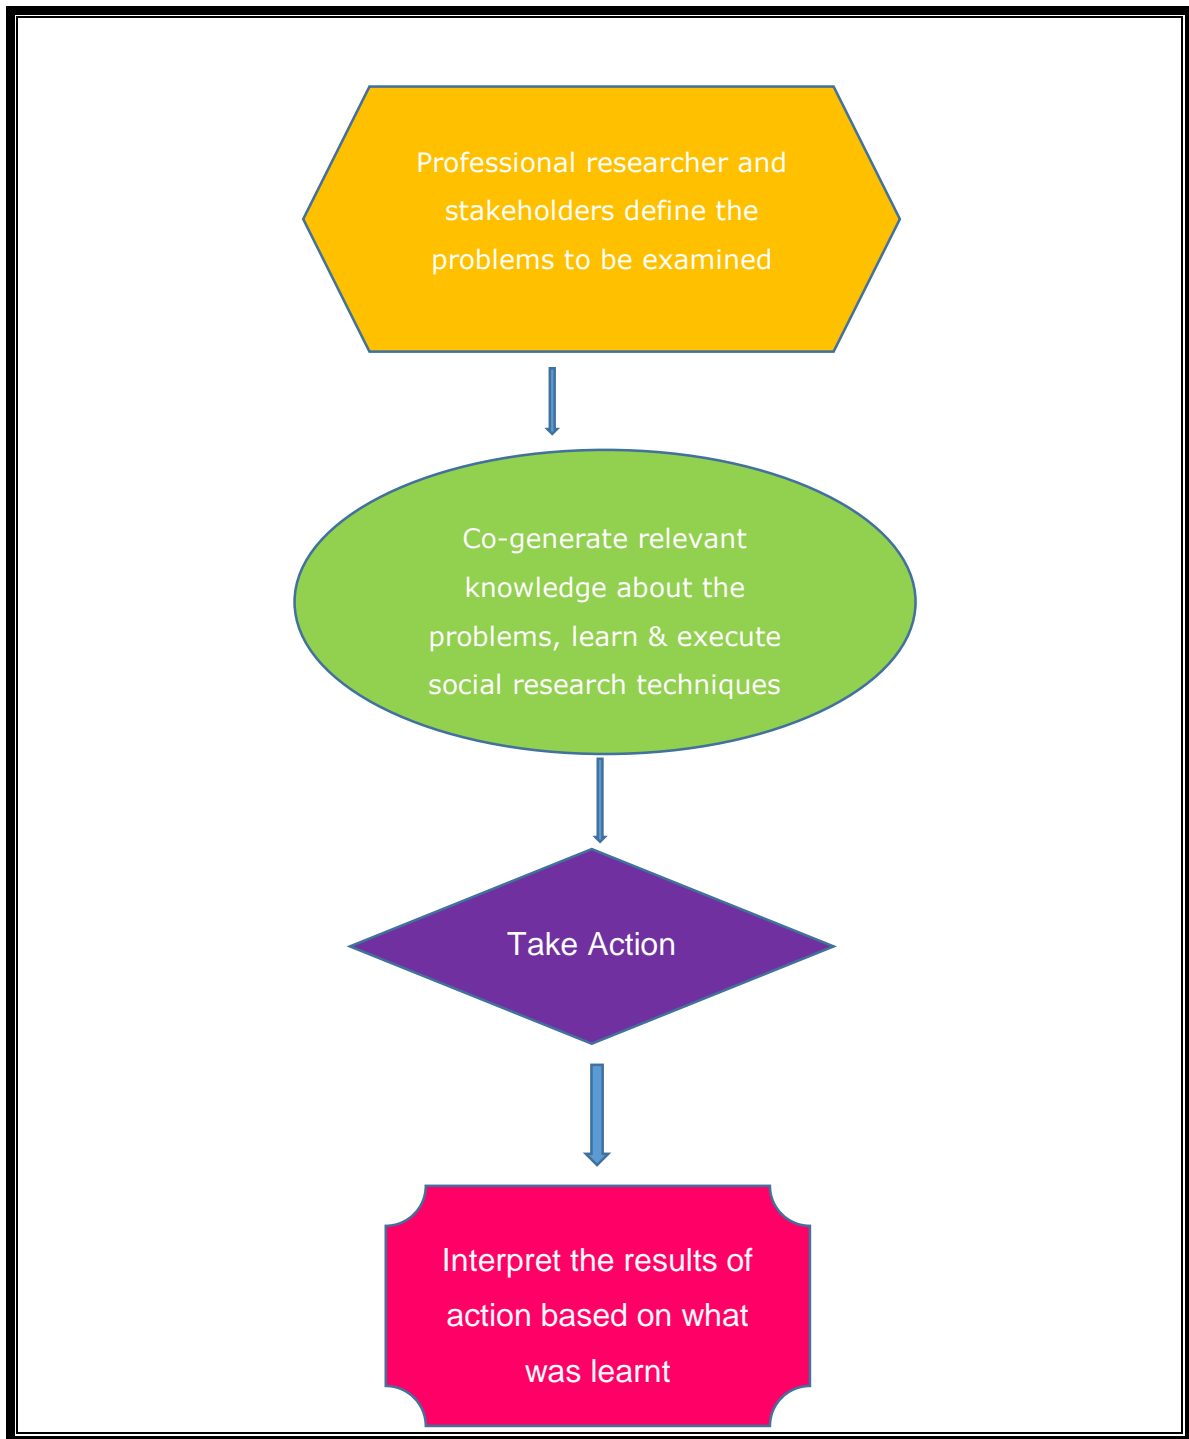 Professional researcher and
stakeholders define the
problems to be examined
Co-generate relevant
knowledge about the
problems, learn & execute
social research techniques
Take Action
Interpret the results of
action based on what
was learnt